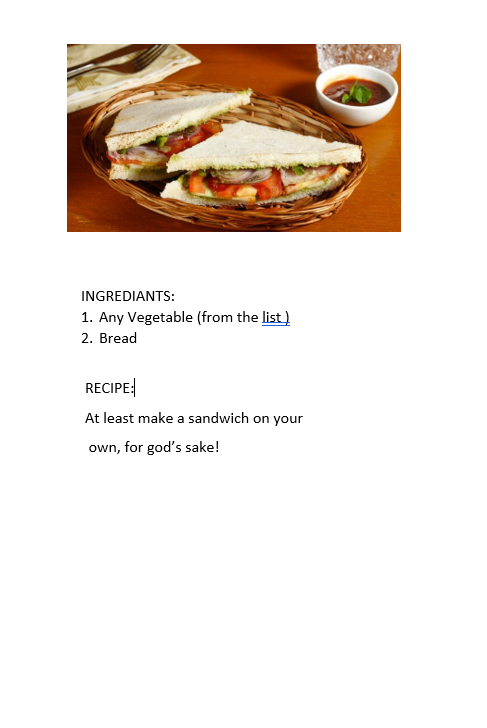 INGREDIANTS:
1. Any Vegetable (from the list )
2. Bread
RECIPE:
At least make a sandwich on your
own, for god’s sake!